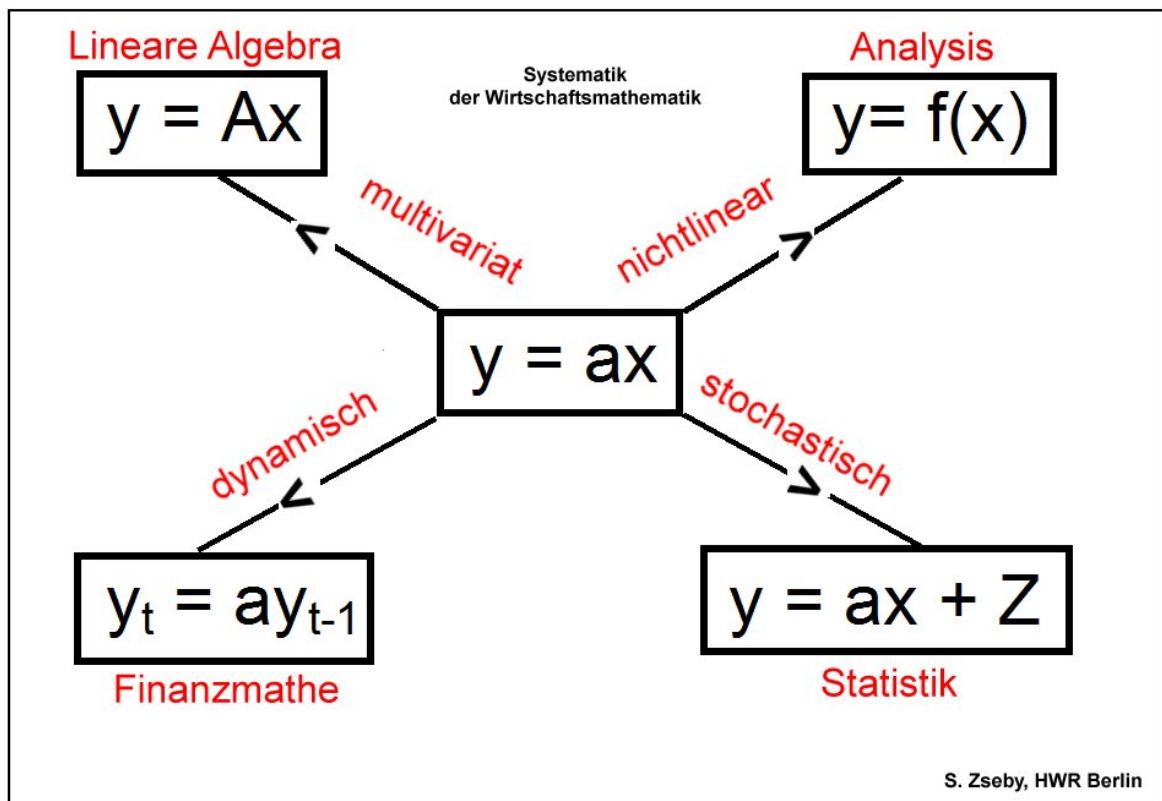 Lineare Algebra
y = Ax
Systematik
der Wirtschaftsmathematik
Analysis
y= f(x)
multivariat
nichtlinear
y = ax
dynamisch
stochastisch
yₜ = ayₜ₋₁
Finanzmathe
y = ax + Z
Statistik
S. Zseby, HWR Berlin